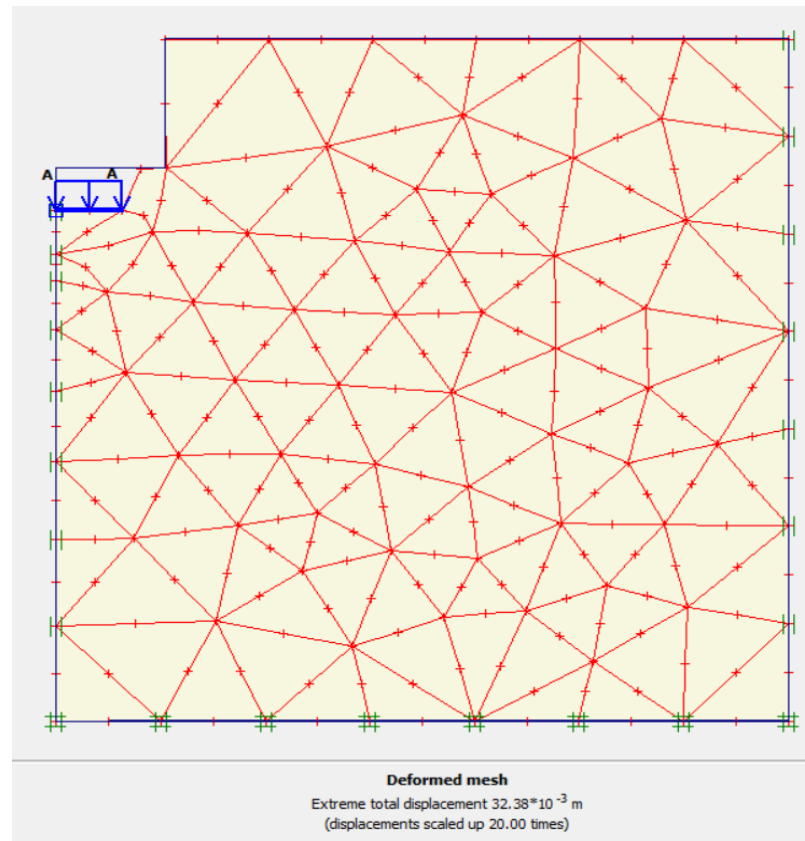 A A
Deformed mesh
Extreme total displacement 32.38*10 -3 m
(displacements scaled up 20.00 times)